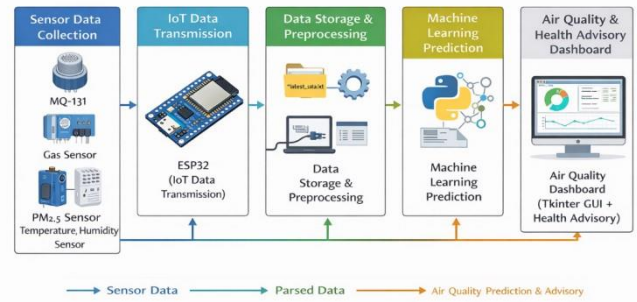 Sensor Data
Collection
MQ-131
Gas Sensor
PM2.5 Sensor
Temperature, Humidity
Sensor
IoT Data
Transmission
ESP32
(IoT Data
Transmission)
Data Storage &
Preprocessing
Data
Storage &
Preprocessing
Machine
Learning
Prediction
Machine
Learning
Prediction
Air Quality &
Health Advisory
Dashboard
Air Quality
Dashboard
(Tkinter GUI +
Health Advisory)
Sensor Data
Parsed Data
Air Quality Prediction & Advisory